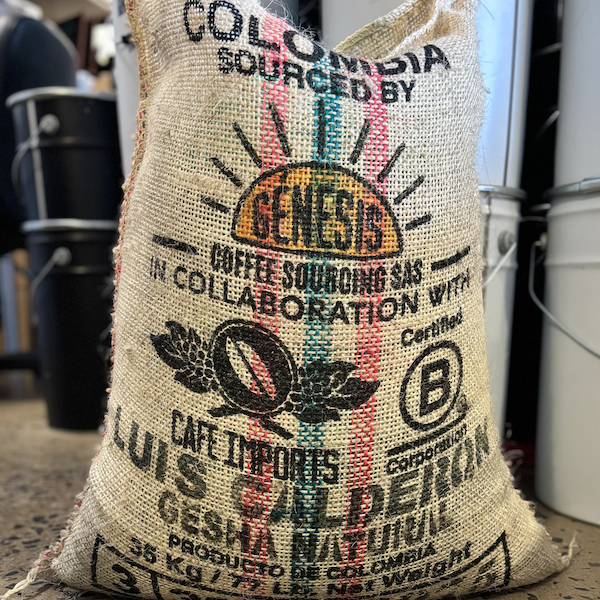 COLOMBIA
SOURCED BY
GENESIS
COFFEE SOURCING SAS
IN COLLABORATION WITH
Certified
B
Corporation
CAFE IMPORTS
LUIS CALDERON
GESHA NATURAL
PRODUCTO DE COLOMBIA
35 Kg / 77 Lb Net Weight
3